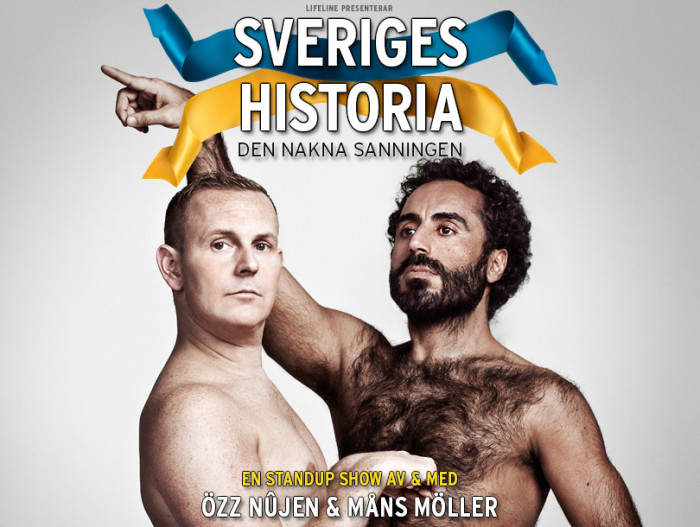 LIFELINE PRESENTERAR
SVERIGES
HISTORIA
DEN NAKNA SANNINGEN
EN STANDUP SHOW AV & MED
ÖZZ NÛJEN & MÅNS MÖLLER